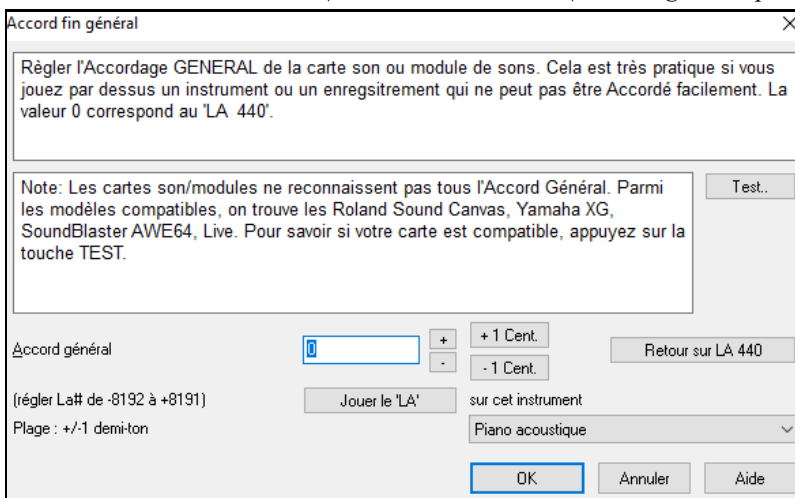 Accord fin général
Règler l'Accordage GENERAL de la carte son ou module de sons. Cela est très pratique si vous
jouez par dessus un instrument ou un enregsitrement qui ne peut pas être Accordé facilement. La
valeur 0 correspond au 'LA 440'.
Note: Les cartes son/modules ne reconnaissent pas tous l'Accord Général. Parmi
les modèles compatibles, on trouve les Roland Sound Canvas, Yamaha XG,
SoundBlaster AWE64, Live. Pour savoir si votre carte est compatible, appuyez sur la
touche TEST.
Test..
Accord général
0
+
-
+ 1 Cent.
- 1 Cent.
Retour sur LA 440
(régler La# de -8192 à +8191)
Jouer le 'LA'
sur cet instrument
Plage : +/-1 demi-ton
Piano acoustique
OK
Annuler
Aide